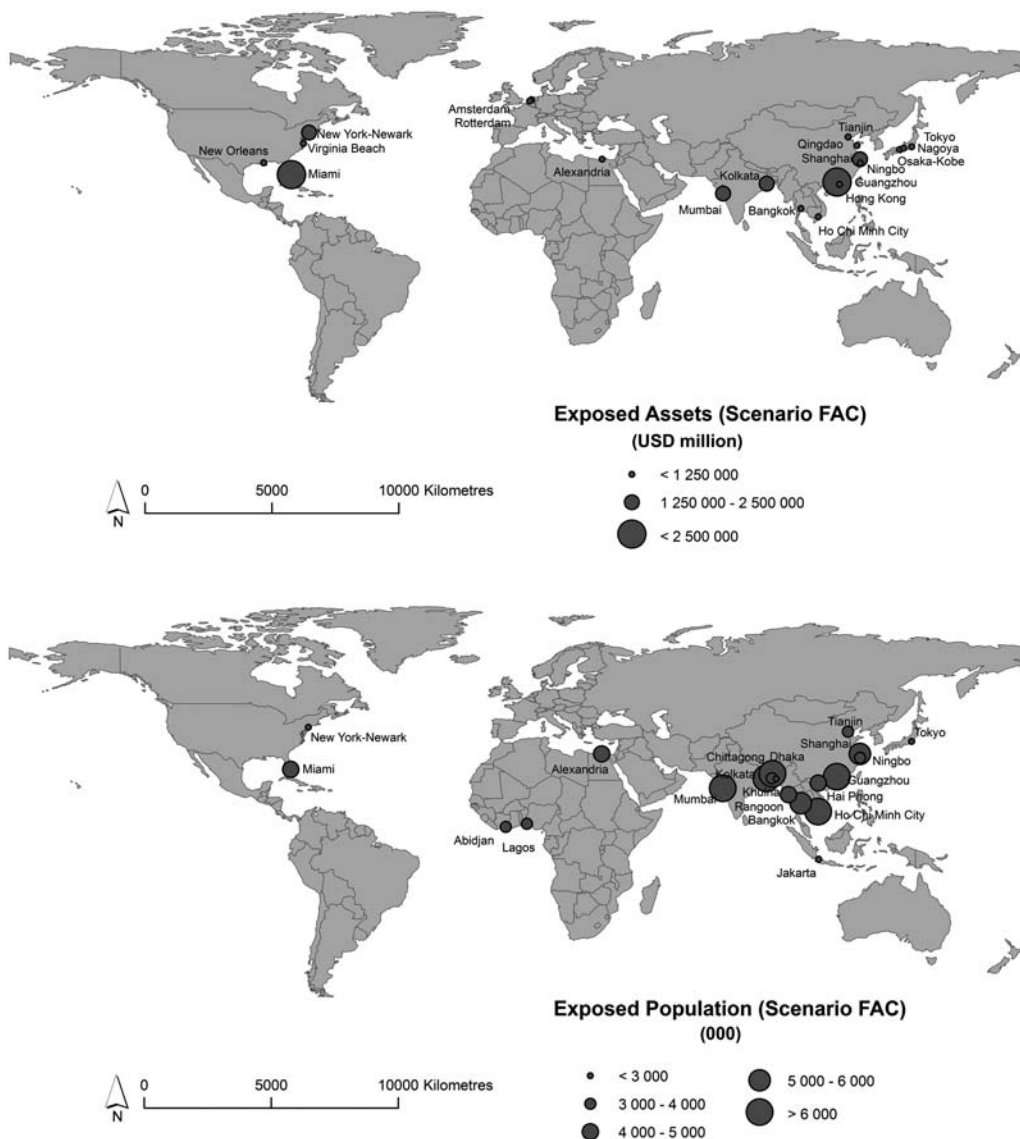 New York-Newark
Virginia Beach
New Orleans
Miami
Amsterdam
Rotterdam
Alexandria
Tianjin
Qingdao
Shanghai
Tokyo
Nagoya
Osaka-Kobe
Ningbo
Guangzhou
Hong Kong
Kolkata
Mumbai
Bangkok
Ho Chi Minh City
Exposed Assets (Scenario FAC)
(USD million)
< 1 250 000
1 250 000 - 2 500 000
< 2 500 000
0 5000 10000 Kilometres
N
New York-Newark
Miami
Alexandria
Abidjan
Lagos
Tianjin
Shanghai
Tokyo
Ningbo
Chittagong Dhaka
Kolkata
Mumbai
Khulna
Rangoon
Bangkok
Guangzhou
Hai Phong
Ho Chi Minh City
Jakarta
Exposed Population (Scenario FAC)
(000)
< 3 000
3 000 - 4 000
4 000 - 5 000
5 000 - 6 000
> 6 000
0 5000 10000 Kilometres
N